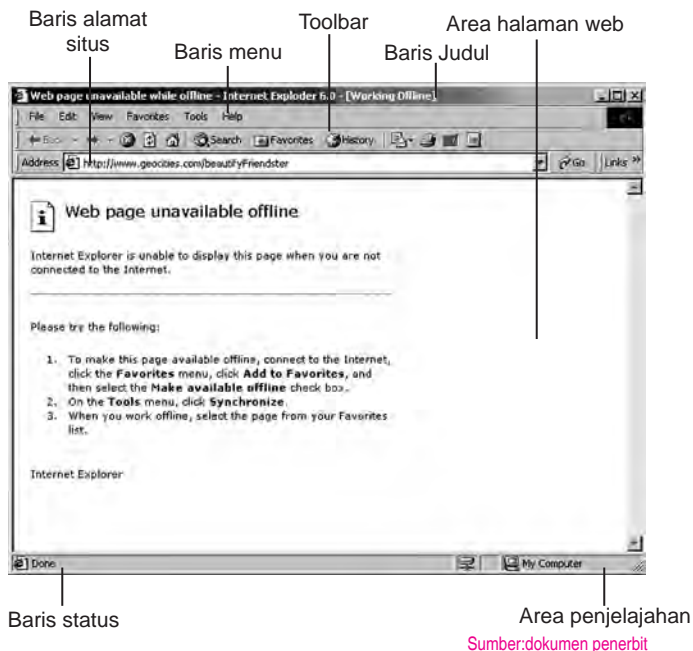 Baris alamat
situs
Baris menu
Toolbar
Baris Judul
Area halaman web
Web page unavailable while offline - Internet Exploder 6.0 - [Working Offline]
File Edit View Favorites Tools Help
Search Favorites History
Address http://www.geocities.com/beautifyFriendster Go Links »
Web page unavailable offline
Internet Explorer is unable to display this page when you are not
connected to the Internet.
Please try the following:
1. To make this page available offline, connect to the Internet,
click the Favorites menu, click Add to Favorites, and
then select the Make available offline check box.
2. On the Tools menu, click Synchronize.
3. When you work offline, select the page from your Favorites
list.
Internet Explorer
Done My Computer
Baris status
Area penjelajahan
Sumber:dokumen penerbit